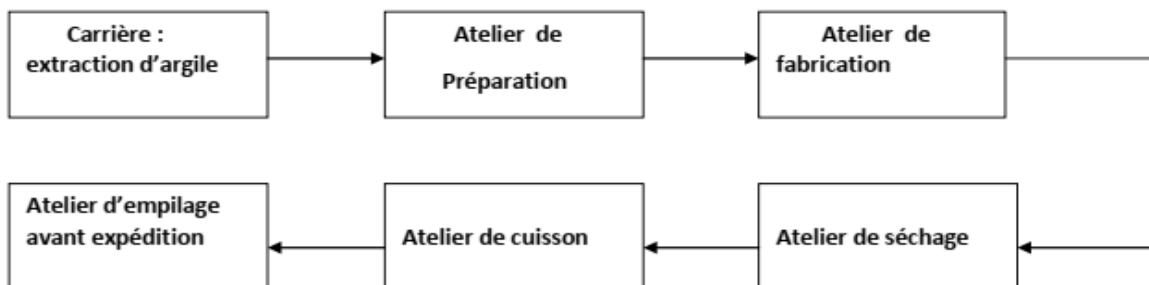 Carrière :
extraction d’argile
Atelier de
Préparation
Atelier de
fabrication
Atelier d’empilage
avant expédition
Atelier de cuisson
Atelier de séchage